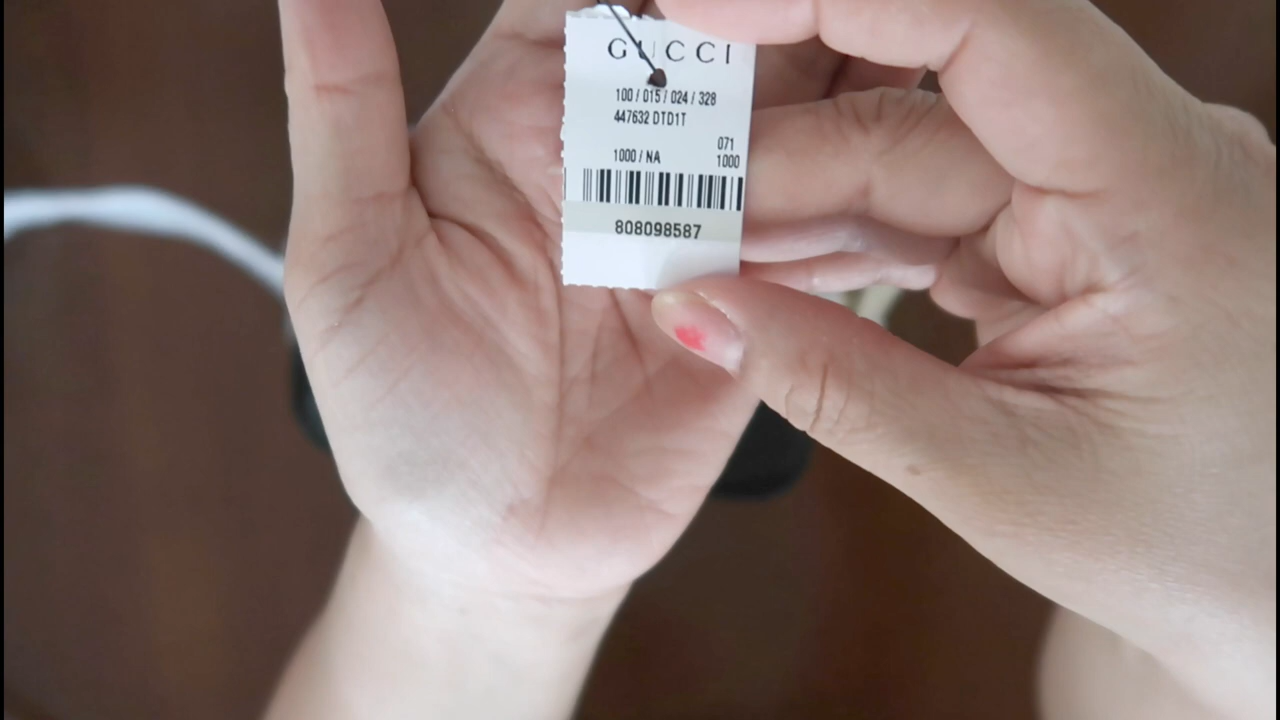 GUCCI
100 / 015 / 024 / 328
447632 DTD1T
071
1000 / NA 1000
808098587